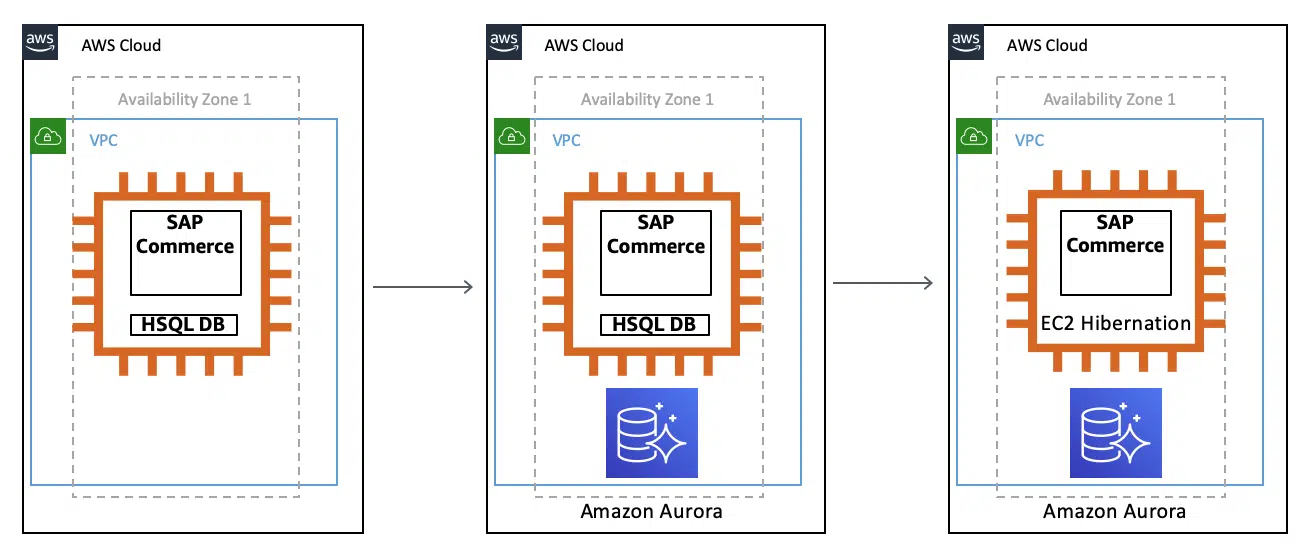 aws
AWS Cloud
Availability Zone 1
VPC
SAP
Commerce
HSQL DB
aws
AWS Cloud
Availability Zone 1
VPC
SAP
Commerce
HSQL DB
Amazon Aurora
aws
AWS Cloud
Availability Zone 1
VPC
SAP
Commerce
EC2 Hibernation
Amazon Aurora